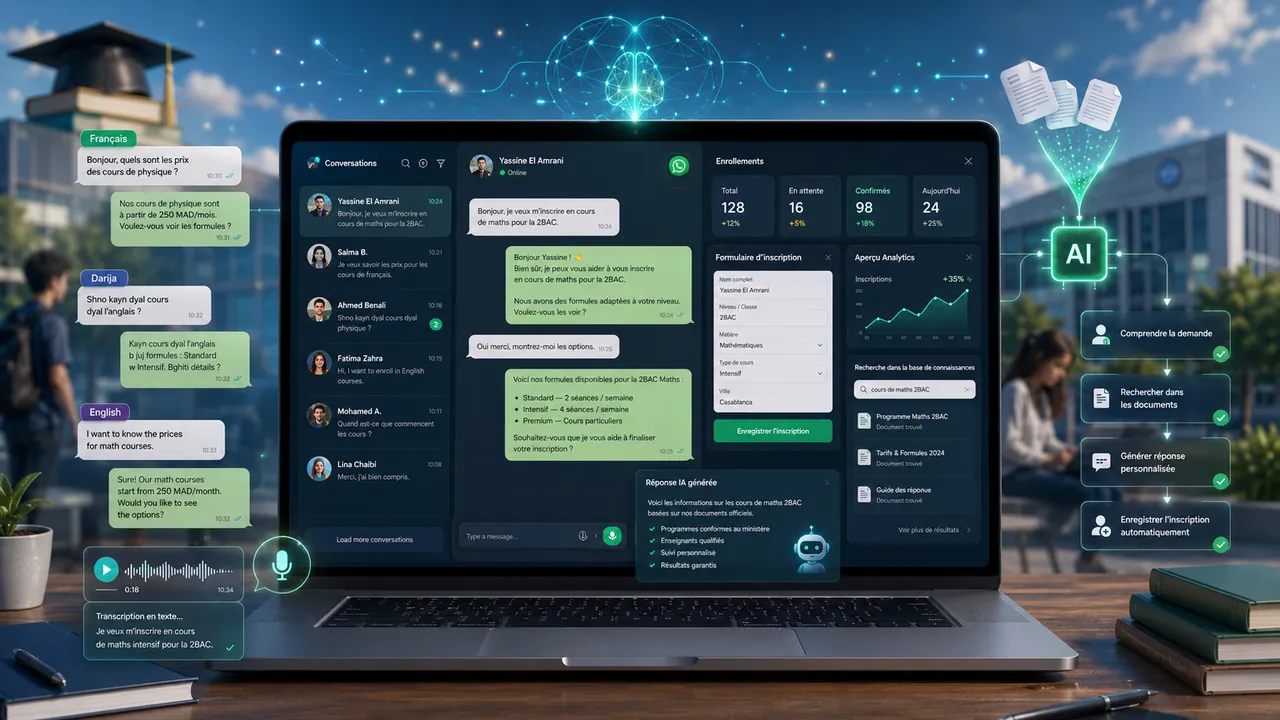 Français
Bonjour, quels sont les prix
des cours de physique ?
10:30
Nos cours de physique sont
à partir de 250 MAD/mois.
Voulez-vous voir les formules ?
10:31
Darija
Shno kayn dyal cours
dyal l'anglais ?
10:32
Kayn cours dyal l'anglais
b juj formules : Standard
w Intensif. Bghiti détails ?
10:32
English
I want to know the prices
for math courses.
10:33
Sure! Our math courses
start from 250 MAD/month.
Would you like to see
the options?
10:32
0:18
10:34
Transcription en texte...
Je veux m'inscrire en cours
de maths intensif pour la 2BAC.
Conversations
Yassine El Amrani
10:24
Bonjour, je veux m'inscrire en
cours de maths pour la 2BAC.
Salma B.
Je veux savoir les prix pour les
cours de français.
Ahmed Benali
10:18
Shno kayn dyal cours dyal
physique ?
2
Fatima Zahra
10:15
Hi, I want to enroll in English
courses.
Mohamed A.
10:11
Quand est-ce que commencent
les cours ?
Lina Chaibi
10:08
Merci, j'ai bien compris.
Load more conversations
Yassine El Amrani
Online
Bonjour, je veux m'inscrire en cours
de maths pour la 2BAC.
10:24
Bonjour Yassine !
Bien sûr, je peux vous aider à vous inscrire
en cours de maths pour la 2BAC.
Nous avons des formules adaptées à votre niveau.
Voulez-vous les voir ?
10:24
Oui merci, montrez-moi les options.
10:25
Voici nos formules disponibles pour la 2BAC Maths :
• Standard — 2 séances / semaine
• Intensif — 4 séances / semaine
• Premium — Cours particuliers
Souhaitez-vous que je vous aide à finaliser
votre inscription ?
10:25
Type a message...
Enrollements
Total
128
+12%
En attente
16
+5%
Confirmés
98
+18%
Aujourd'hui
24
+25%
Formulaire d'inscription
Nom complet
Yassine El Amrani
Niveau / Classe
2BAC
Matière
Mathématiques
Type de cours
Intensif
Ville
Casablanca
Enregistrer l'inscription
Aperçu Analytics
Inscriptions
+35%
Recherche dans la base de connaissances
cours de maths 2BAC
Programme Maths 2BAC
Document trouvé
Tarifs & Formules 2024
Document trouvé
Guide des réponse
Document trouvé
Voir plus de résultats
Réponse IA générée
Voici les informations sur les cours de maths 2BAC
basées sur nos documents officiels.
Programmes conformes au ministère
Enseignants qualifiés
Suivi personnalisé
Résultats garantis
AI
Comprendre la demande
Rechercher dans
les documents
Générer réponse
personnalisée
Enregistrer l'inscription
automatiquement